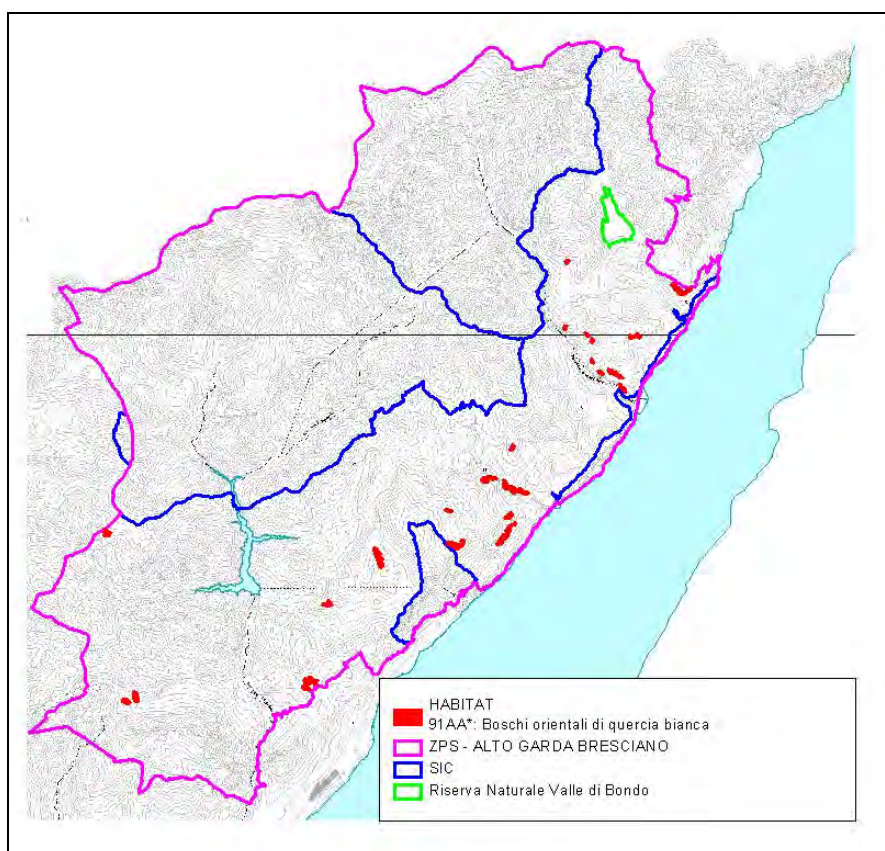 HABITAT
91AA*: Boschi orientali di quercia bianca
ZPS - ALTO GARDA BRESCIANO
SIC
Riserva Naturale Valle di Bondo